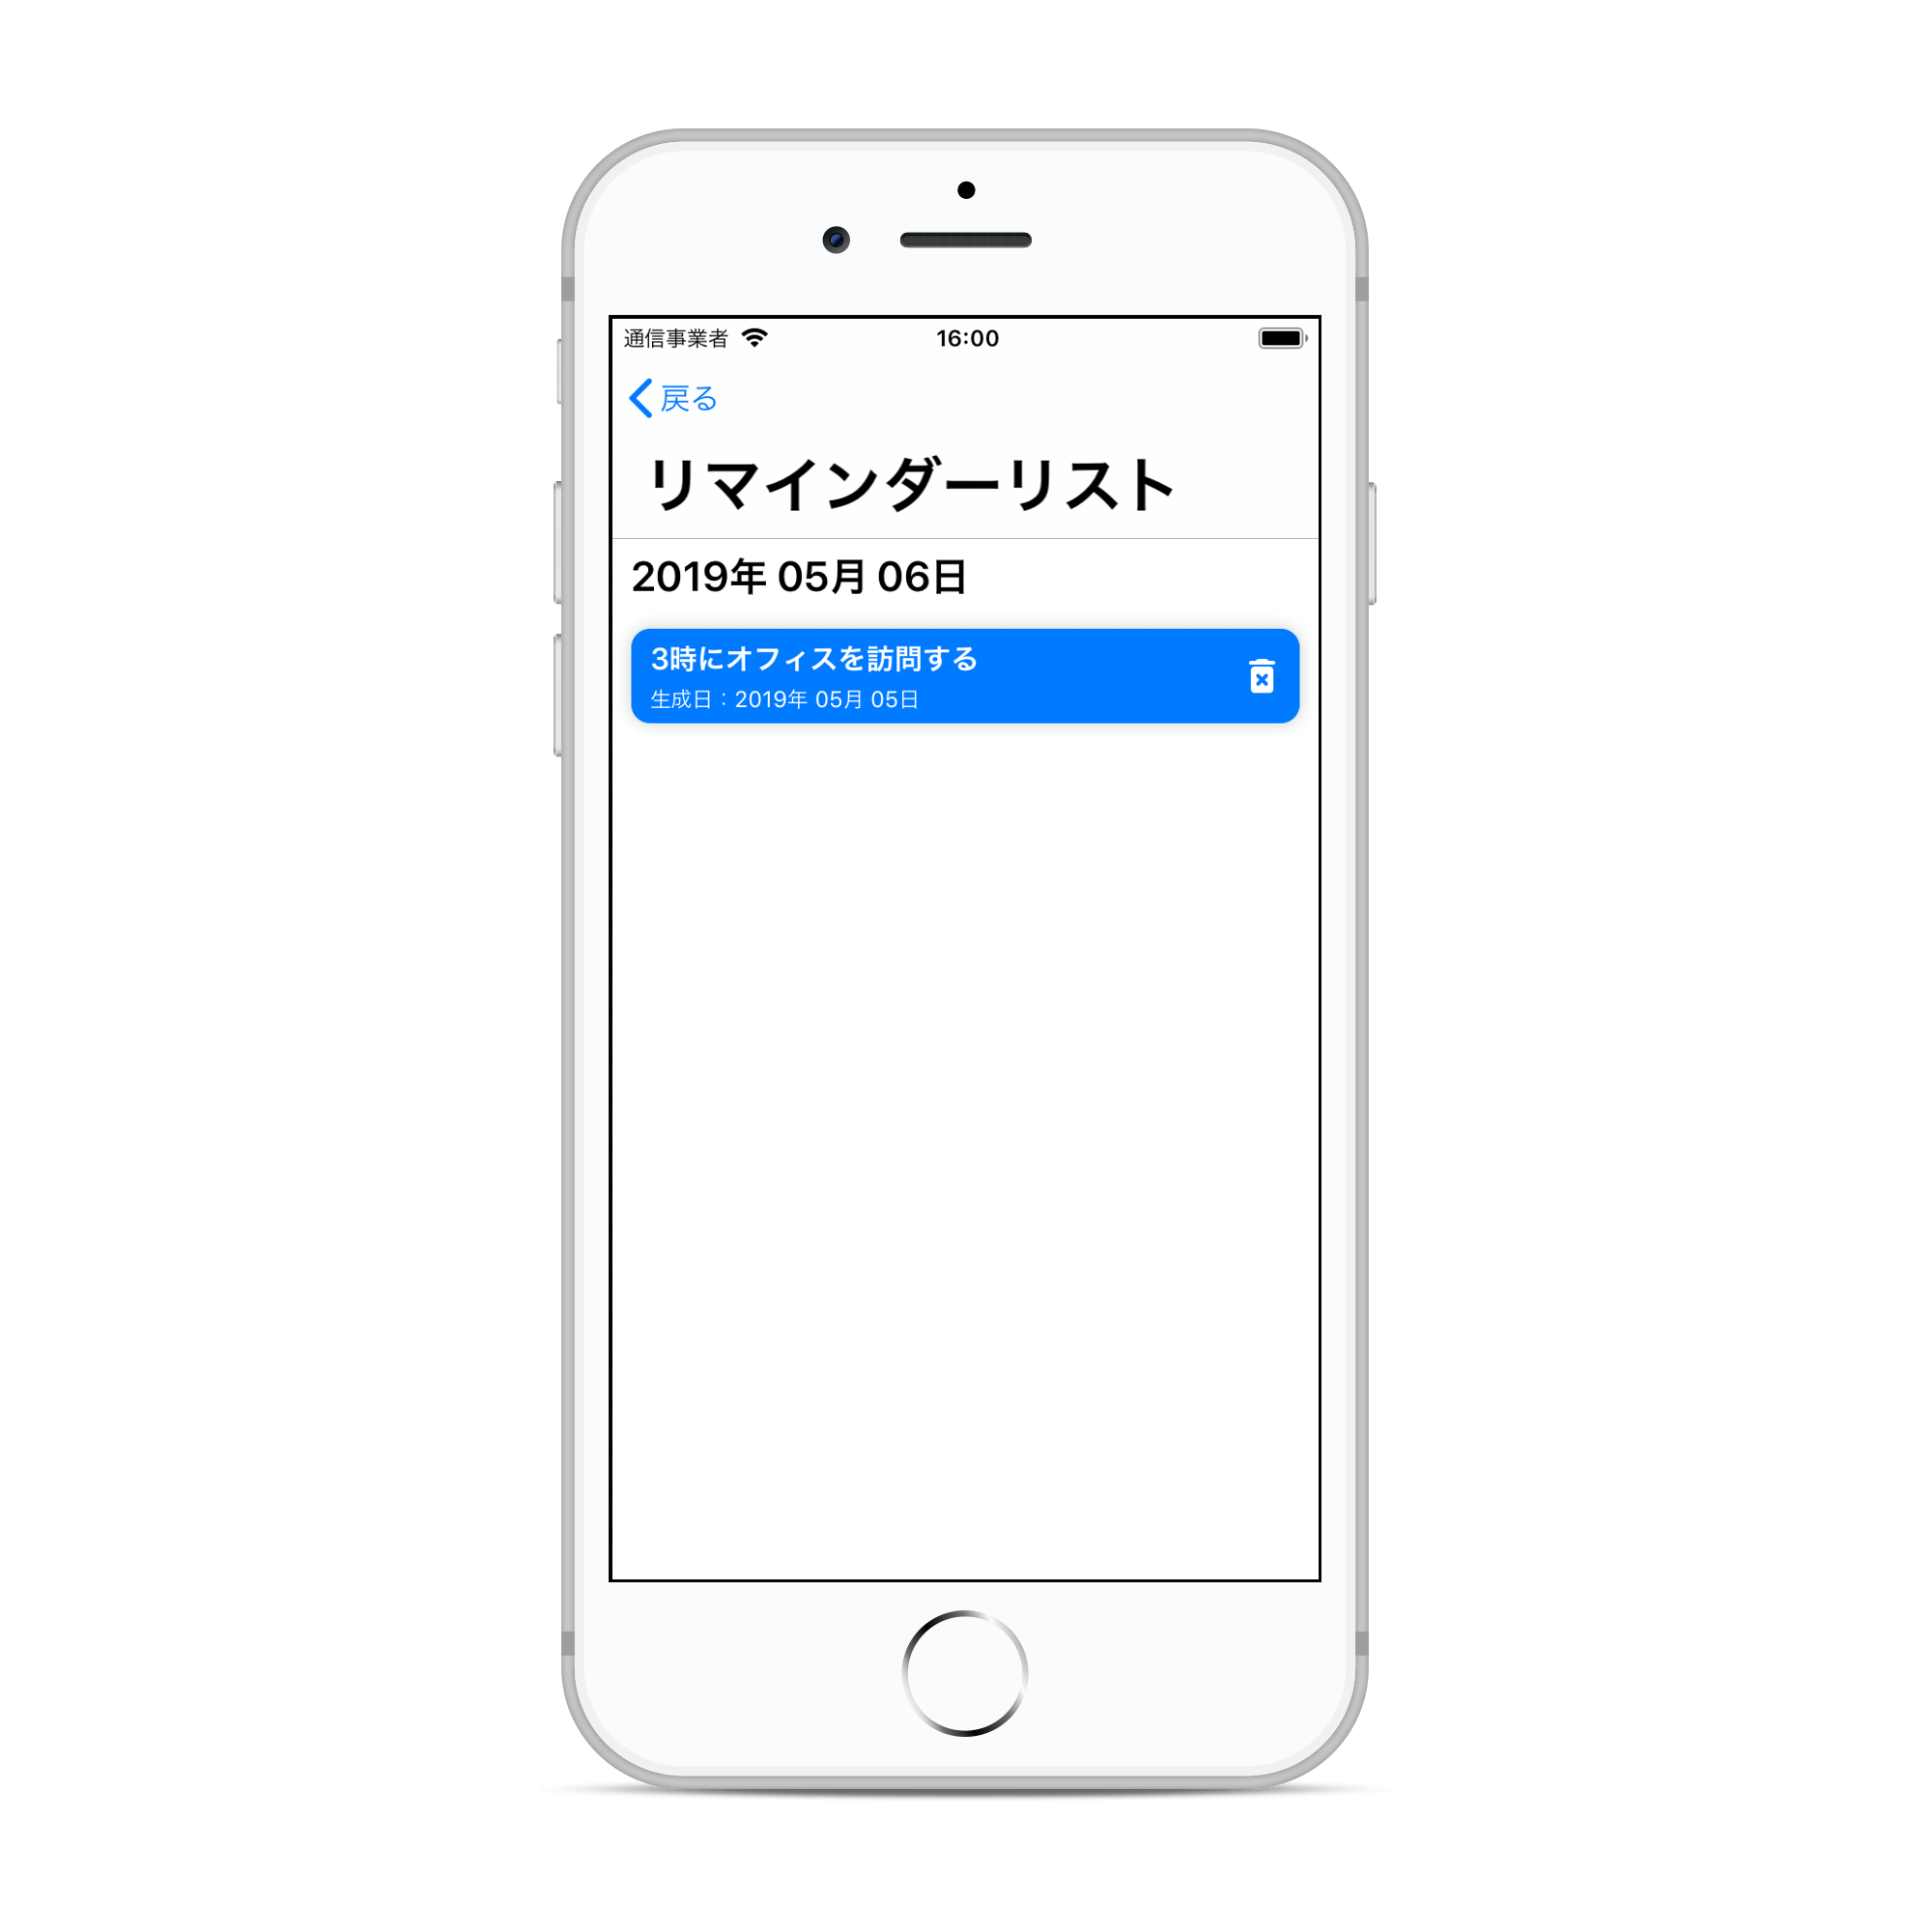 通信事業者 16:00
戻る
リマインダーリスト
2019年 05月 06日
3時にオフィスを訪問する
生成日：2019年 05月 05日